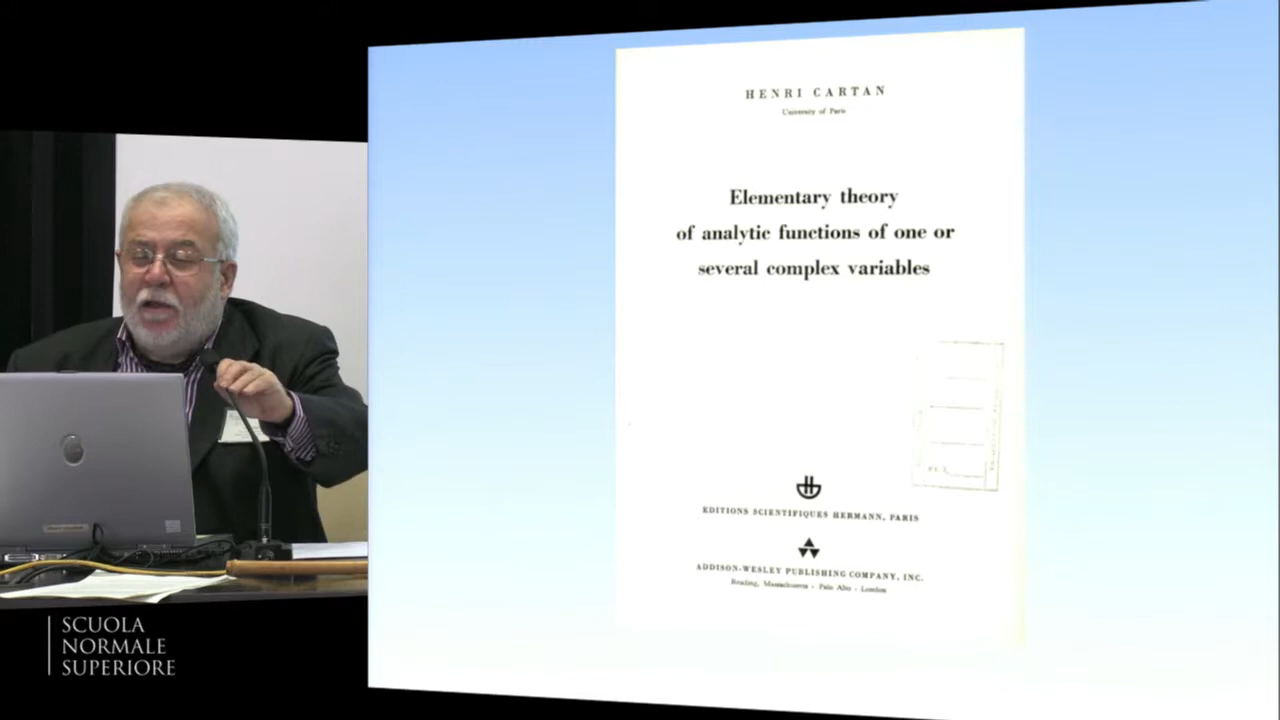 HENRI CARTAN
University of Paris
Elementary theory
of analytic functions of one or
several complex variables
EDITIONS SCIENTIFIQUES HERMANN, PARIS
ADDISON-WESLEY PUBLISHING COMPANY, INC.
Reading, Massachusetts - Palo Alto - London
SCUOLA
NORMALE
SUPERIORE